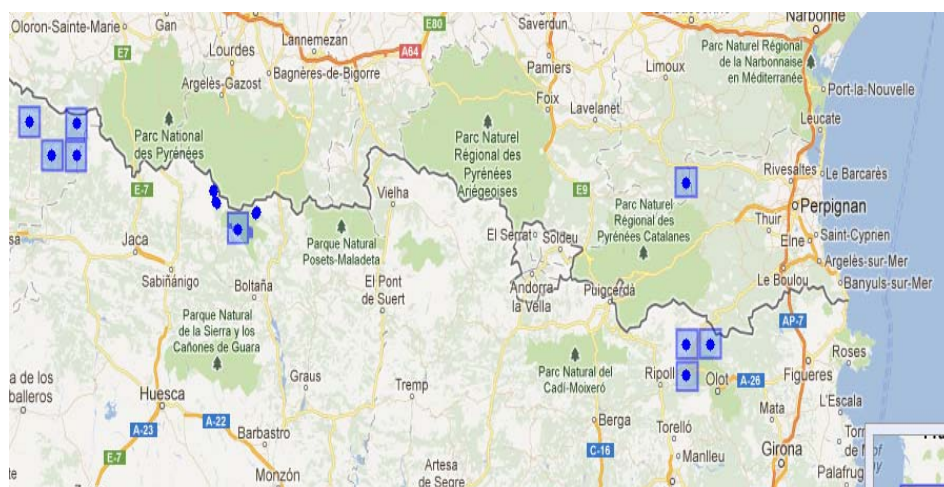 Oloron-Sainte-Marie
Gan
Lourdes
Lannemezan
E80
A64
Saverdun
Narbonne
E7
Bagnères-de-Bigorre
Argelès-Gazost
Pamiers
Limoux
Parc Naturel Régional
de la Narbonnaise
en Méditerranée
Port-la-Nouvelle
Foix
Lavelanet
Leucate
Parc National
des Pyrénées
Parc Naturel
Régional des
Pyrénées
Ariégeoises
E-7
Vielha
E9
Rivesaltes
Le Barcarès
Parc Naturel
Régional des
Pyrénées Catalanes
Perpignan
Thuir
Jaca
Parque Natural
Posets-Maladeta
El Serrat
Soldeu
Elne
Saint-Cyprien
Argelès-sur-Mer
Sabiñánigo
Boltaña
El Pont
de Suert
Andorra
la Vella
Puigcerdà
Le Boulou
Banyuls-sur-Mer
Parque Natural
de la Sierra y los
Cañones de Guara
AP-7
Parc Natural del
Cadí-Moixeró
Ripoll
Olot
A-26
Figueres
Roses
a de los
balleros
Huesca
Graus
Tremp
Berga
Mata
L'Escala
A-23
A-22
Barbastro
Torelló
E-7
Monzón
Artesa
de Segre
C-16
Manlleu
Girona
Palafrug